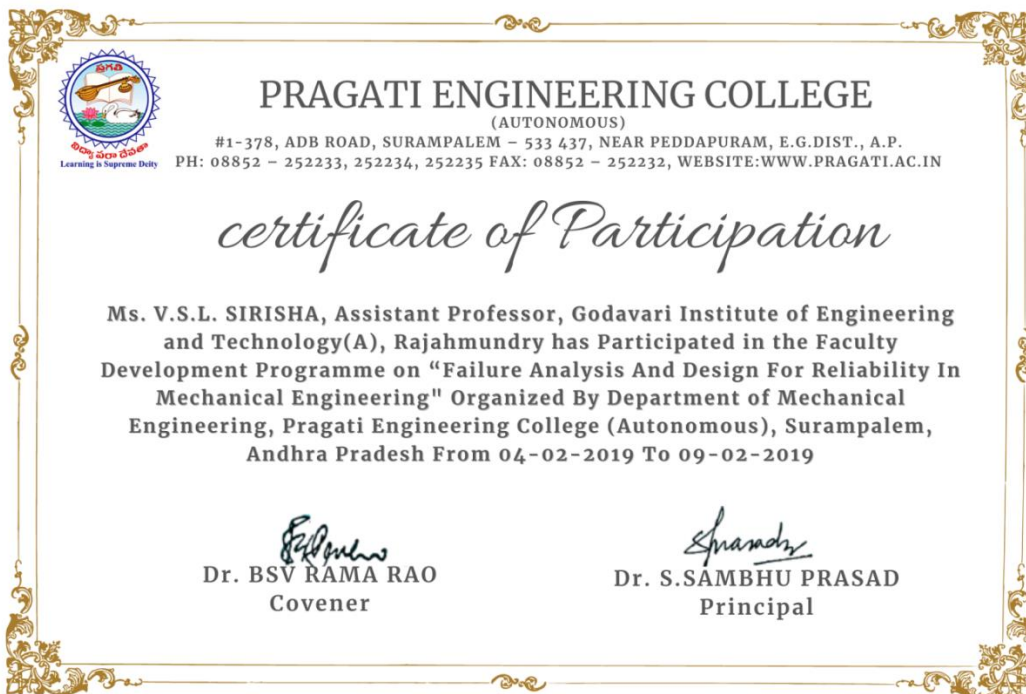 ప్రగతి
విద్యా పరా దేవతా
Learning is Supreme Deity
PRAGATI ENGINEERING COLLEGE
(AUTONOMOUS)
#1-378, ADB ROAD, SURAMPALEM – 533 437, NEAR PEDDAPURAM, E.G.DIST., A.P.
PH: 08852 – 252233, 252234, 252235 FAX: 08852 – 252232, WEBSITE:WWW.PRAGATI.AC.IN
certificate of Participation
Ms. V.S.L. SIRISHA, Assistant Professor, Godavari Institute of Engineering
and Technology(A), Rajahmundry has Participated in the Faculty
Development Programme on “Failure Analysis And Design For Reliability In
Mechanical Engineering" Organized By Department of Mechanical
Engineering, Pragati Engineering College (Autonomous), Surampalem,
Andhra Pradesh From 04-02-2019 To 09-02-2019
Dr. BSV RAMA RAO
Covener
Dr. S.SAMBHU PRASAD
Principal